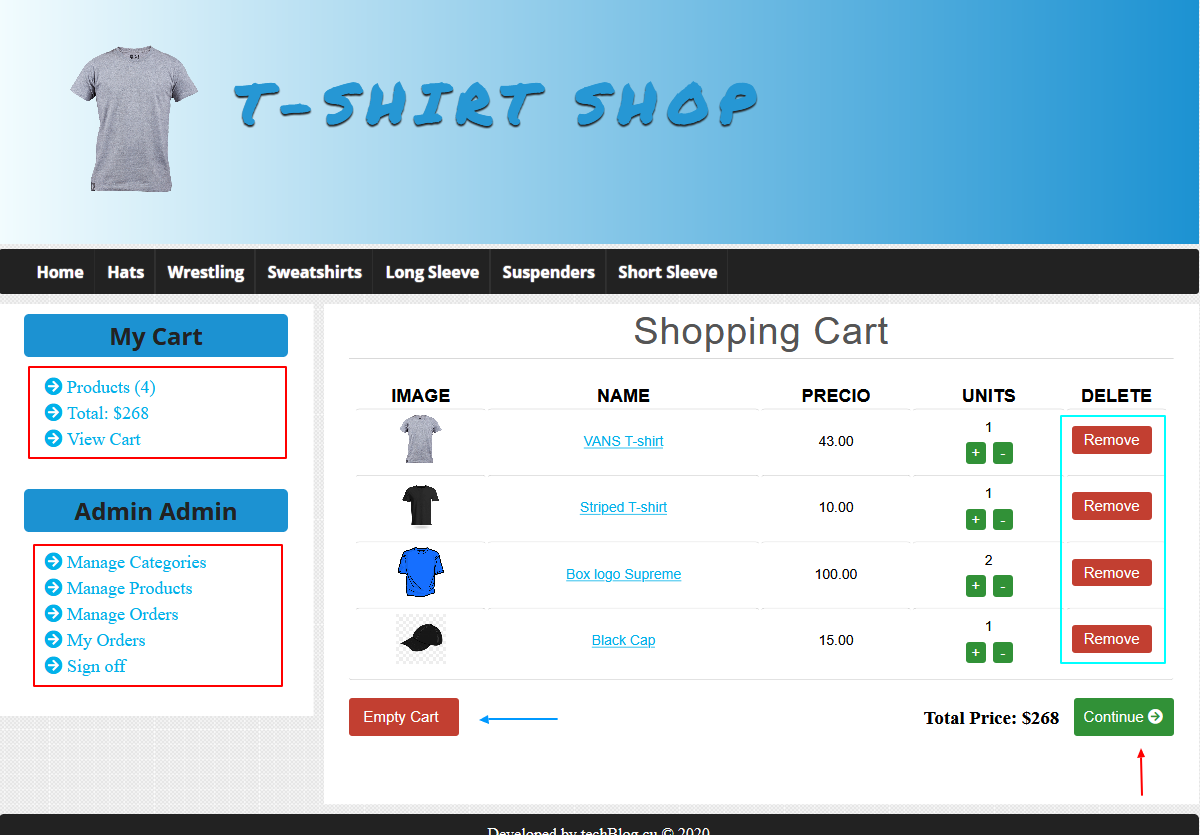 T-SHIRT SHOP
Home Hats Wrestling Sweatshirts Long Sleeve Suspenders Short Sleeve
My Cart
Products (4)
Total: $268
View Cart
Admin Admin
Manage Categories
Manage Products
Manage Orders
My Orders
Sign off
Shopping Cart
IMAGE NAME PRECIO UNITS DELETE
VANS T-shirt 43.00 1 + - Remove
Striped T-shirt 10.00 1 + - Remove
Box logo Supreme 100.00 2 + - Remove
Black Cap 15.00 1 + - Remove
Empty Cart Total Price: $268 Continue
Developed by techBlog.cu © 2020